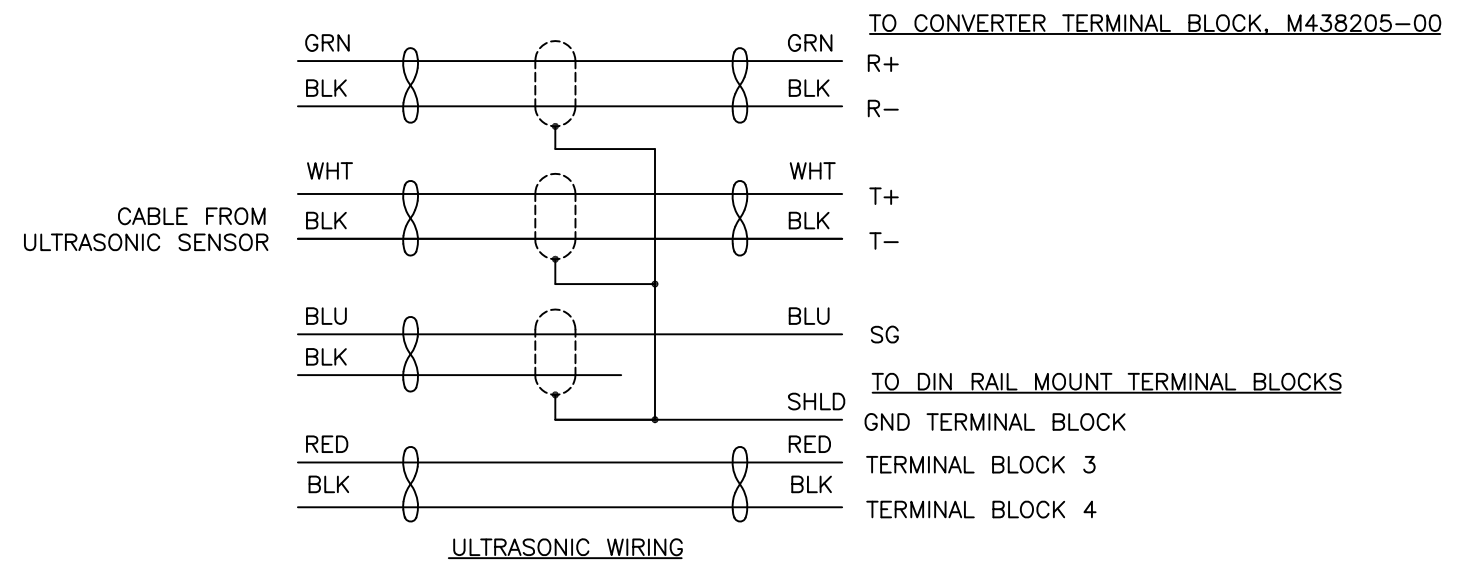 TO CONVERTER TERMINAL BLOCK, M438205-00
GRN GRN R+
BLK BLK R-
WHT WHT T+
BLK BLK T-
CABLE FROM
ULTRASONIC SENSOR
BLU BLU SG
BLK
TO DIN RAIL MOUNT TERMINAL BLOCKS
SHLD GND TERMINAL BLOCK
RED RED TERMINAL BLOCK 3
BLK BLK TERMINAL BLOCK 4
ULTRASONIC WIRING